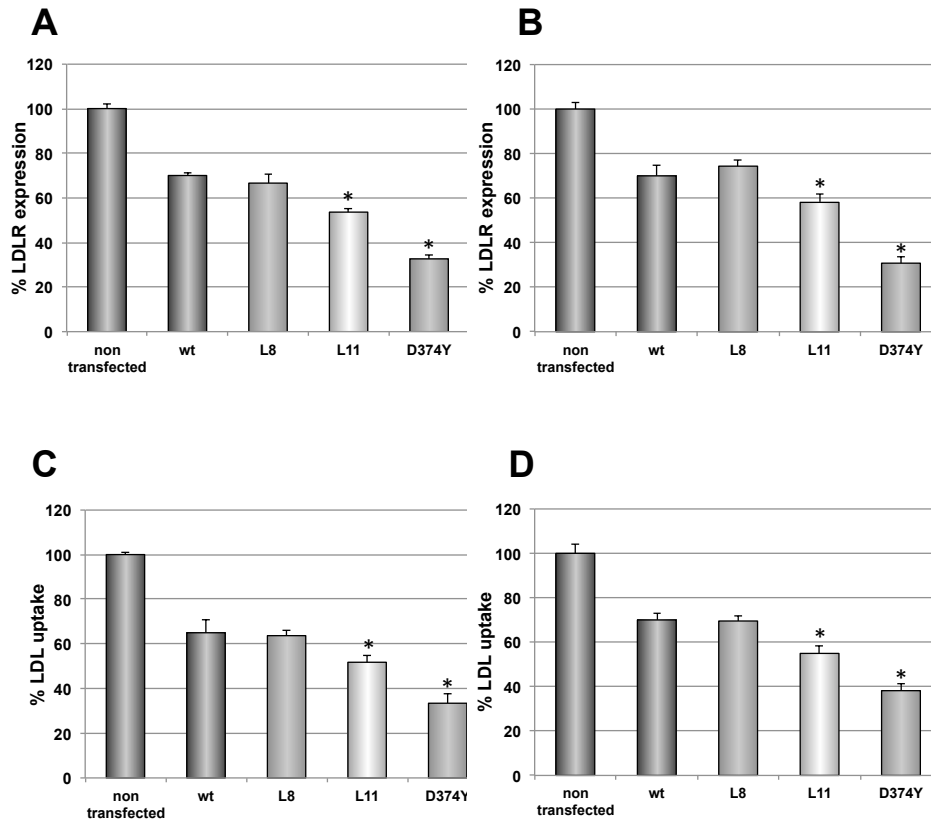 A
% LDLR expression
120
100
80
60
40
20
0
*
*
non
transfected
wt
L8
L11
D374Y
B
% LDLR expression
120
100
80
60
40
20
0
*
*
non
transfected
wt
L8
L11
D374Y
C
% LDL uptake
120
100
80
60
40
20
0
*
*
non
transfected
wt
L8
L11
D374Y
D
% LDL uptake
120
100
80
60
40
20
0
*
*
non
transfected
wt
L8
L11
D374Y